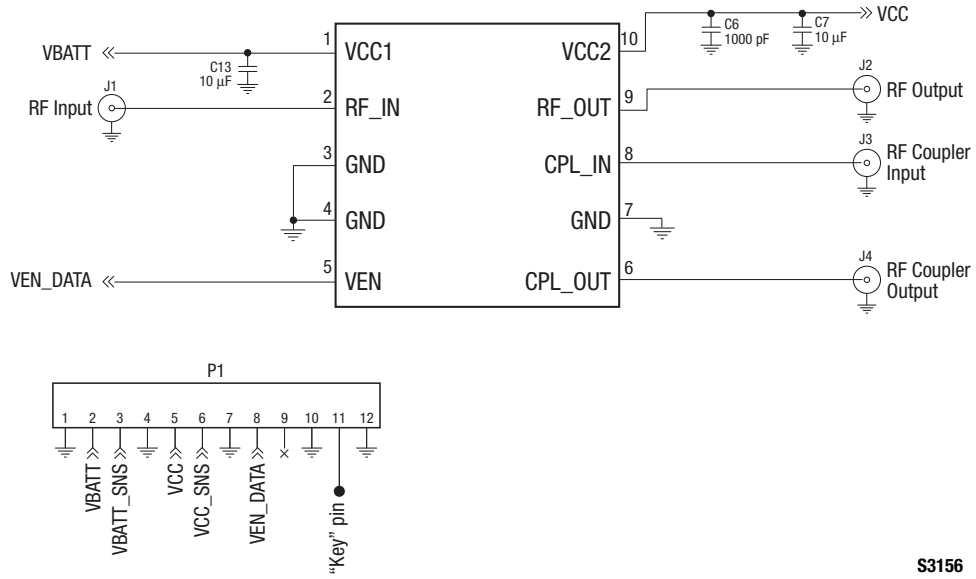 VCC
C6
1000 pF
C7
10 μF
VBATT
1
VCC1
VCC2
10
C13
10 μF
J1
RF Input
2
RF_IN
RF_OUT
9
J2
RF Output
3
GND
CPL_IN
8
J3
RF Coupler
Input
4
GND
GND
7
VEN_DATA
5
VEN
CPL_OUT
6
J4
RF Coupler
Output
P1
1 2 3 4 5 6 7 8 9 10 11 12
VBATT
VBATT_SNS
VCC
VCC_SNS
VEN_DATA
“Key” pin
S3156